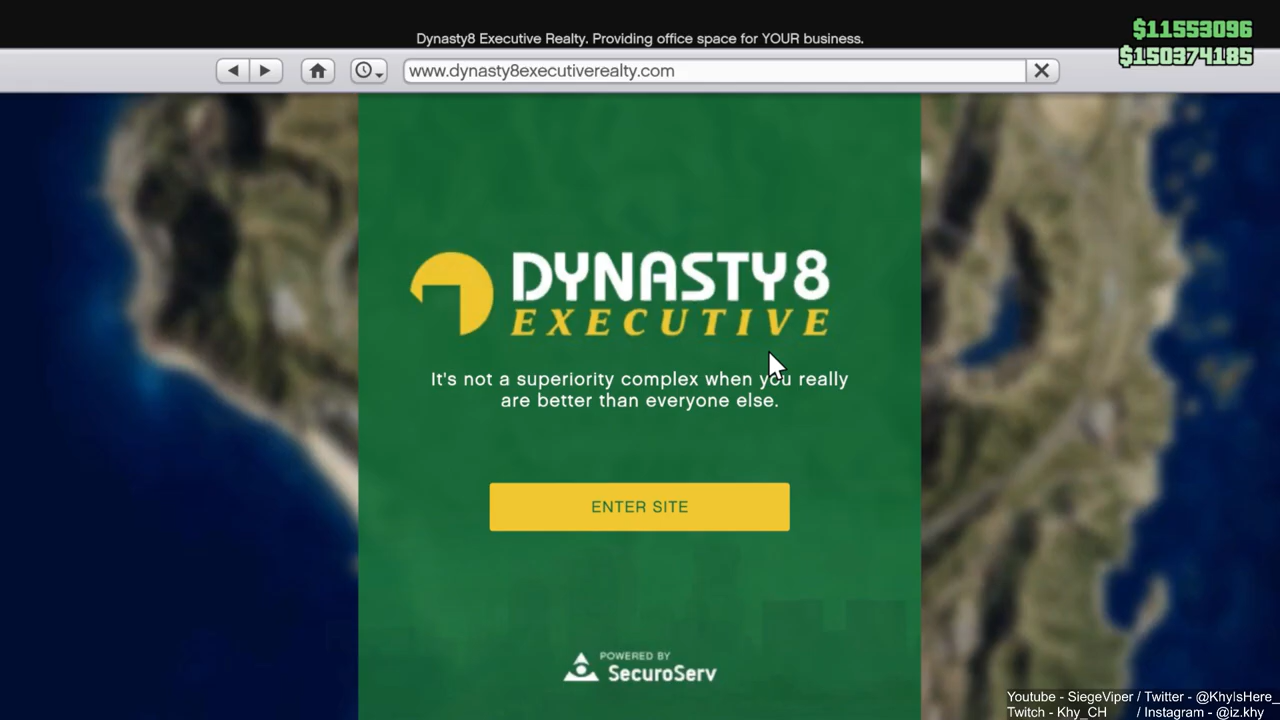 Dynasty8 Executive Realty. Providing office space for YOUR business.
$11553096
$150374185
www.dynasty8executiverealty.com
DYNASTY8
EXECUTIVE
It's not a superiority complex when you really
are better than everyone else.
ENTER SITE
POWERED BY
SecuroServ
Youtube - SiegeViper / Twitter - @KhyIsHere_
Twitch - Khy_CH / Instagram - @Iz.khy